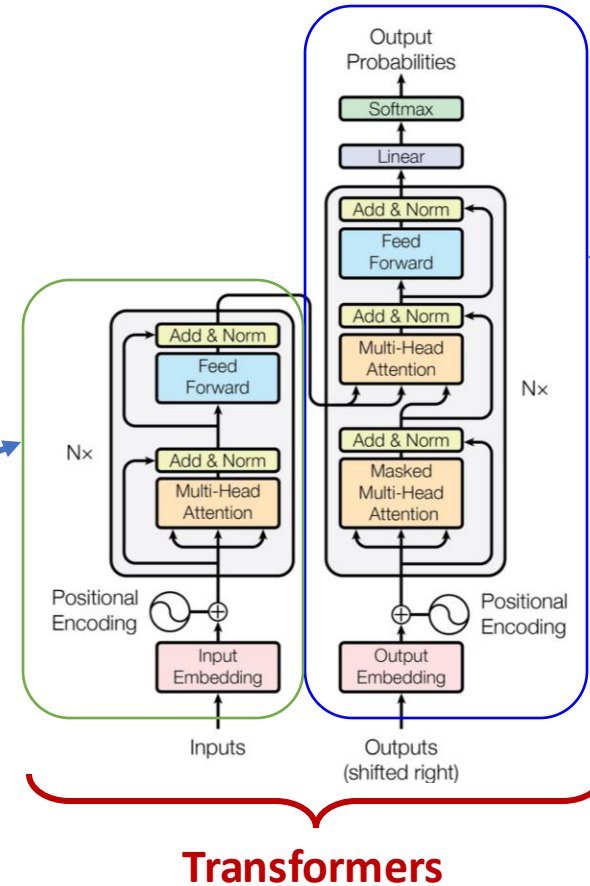 Output
Probabilities
Softmax
Linear
Add & Norm
Feed
Forward
Add & Norm
Multi-Head
Attention
Nx
Add & Norm
Masked
Multi-Head
Attention
Positional
Encoding
Output
Embedding
Outputs
(shifted right)
Add & Norm
Feed
Forward
Nx
Add & Norm
Multi-Head
Attention
Positional
Encoding
Input
Embedding
Inputs
Transformers